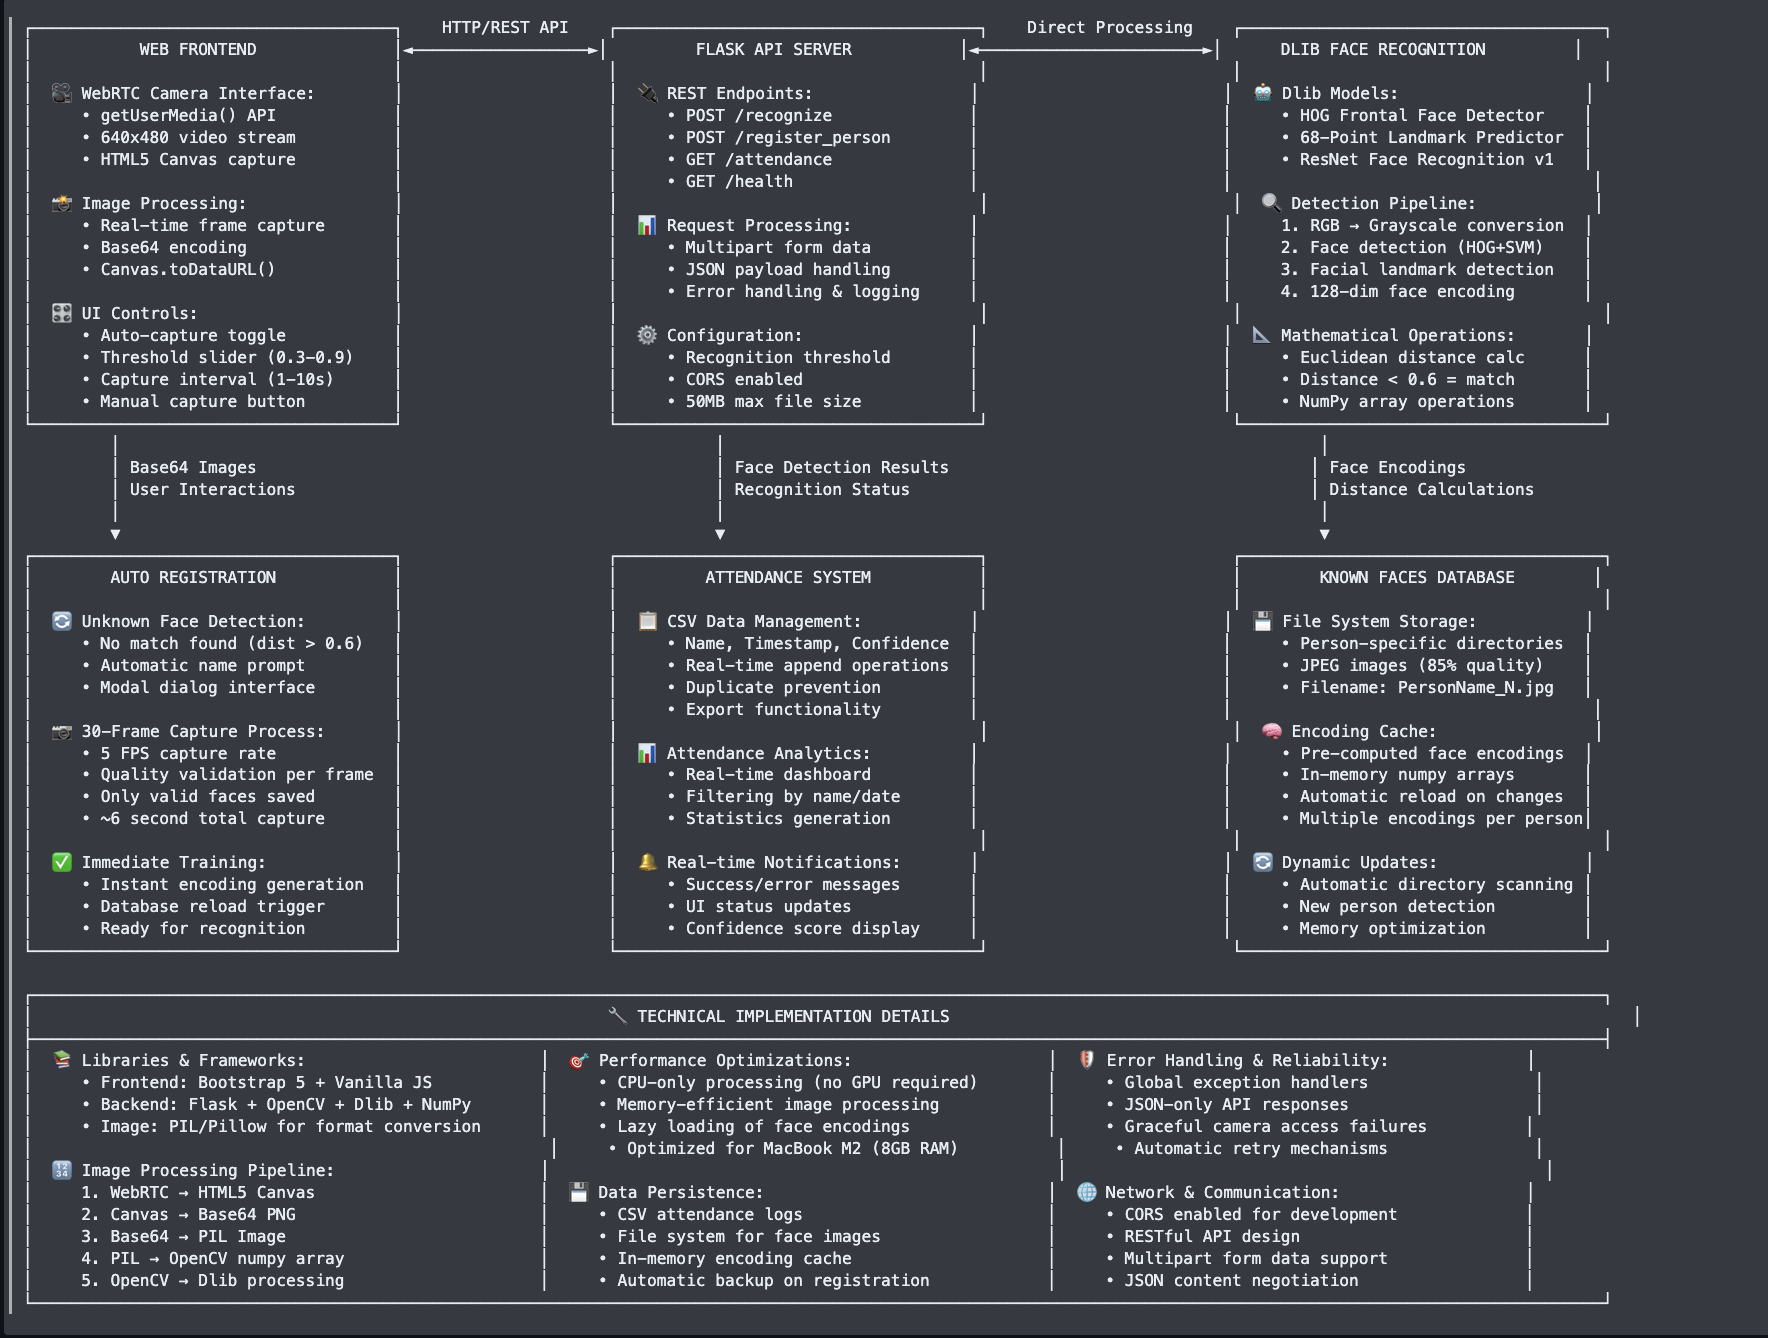 HTTP/REST API
Direct Processing
WEB FRONTEND
WebRTC Camera Interface:
• getUserMedia() API
• 640x480 video stream
• HTML5 Canvas capture
Image Processing:
• Real-time frame capture
• Base64 encoding
• Canvas.toDataURL()
UI Controls:
• Auto-capture toggle
• Threshold slider (0.3-0.9)
• Capture interval (1-10s)
• Manual capture button
FLASK API SERVER
REST Endpoints:
• POST /recognize
• POST /register_person
• GET /attendance
• GET /health
Request Processing:
• Multipart form data
• JSON payload handling
• Error handling & logging
Configuration:
• Recognition threshold
• CORS enabled
• 50MB max file size
DLIB FACE RECOGNITION
Dlib Models:
• HOG Frontal Face Detector
• 68-Point Landmark Predictor
• ResNet Face Recognition v1
Detection Pipeline:
1. RGB → Grayscale conversion
2. Face detection (HOG+SVM)
3. Facial landmark detection
4. 128-dim face encoding
Mathematical Operations:
• Euclidean distance calc
• Distance < 0.6 = match
• NumPy array operations
Base64 Images
User Interactions
Face Detection Results
Recognition Status
Face Encodings
Distance Calculations
AUTO REGISTRATION
Unknown Face Detection:
• No match found (dist > 0.6)
• Automatic name prompt
• Modal dialog interface
30-Frame Capture Process:
• 5 FPS capture rate
• Quality validation per frame
• Only valid faces saved
• ~6 second total capture
Immediate Training:
• Instant encoding generation
• Database reload trigger
• Ready for recognition
ATTENDANCE SYSTEM
CSV Data Management:
• Name, Timestamp, Confidence
• Real-time append operations
• Duplicate prevention
• Export functionality
Attendance Analytics:
• Real-time dashboard
• Filtering by name/date
• Statistics generation
Real-time Notifications:
• Success/error messages
• UI status updates
• Confidence score display
KNOWN FACES DATABASE
File System Storage:
• Person-specific directories
• JPEG images (85% quality)
• Filename: PersonName_N.jpg
Encoding Cache:
• Pre-computed face encodings
• In-memory numpy arrays
• Automatic reload on changes
• Multiple encodings per person
Dynamic Updates:
• Automatic directory scanning
• New person detection
• Memory optimization
TECHNICAL IMPLEMENTATION DETAILS
Libraries & Frameworks:
• Frontend: Bootstrap 5 + Vanilla JS
• Backend: Flask + OpenCV + Dlib + NumPy
• Image: PIL/Pillow for format conversion
Image Processing Pipeline:
1. WebRTC → HTML5 Canvas
2. Canvas → Base64 PNG
3. Base64 → PIL Image
4. PIL → OpenCV numpy array
5. OpenCV → Dlib processing
Performance Optimizations:
• CPU-only processing (no GPU required)
• Memory-efficient image processing
• Lazy loading of face encodings
• Optimized for MacBook M2 (8GB RAM)
Data Persistence:
• CSV attendance logs
• File system for face images
• In-memory encoding cache
• Automatic backup on registration
Error Handling & Reliability:
• Global exception handlers
• JSON-only API responses
• Graceful camera access failures
• Automatic retry mechanisms
Network & Communication:
• CORS enabled for development
• RESTful API design
• Multipart form data support
• JSON content negotiation